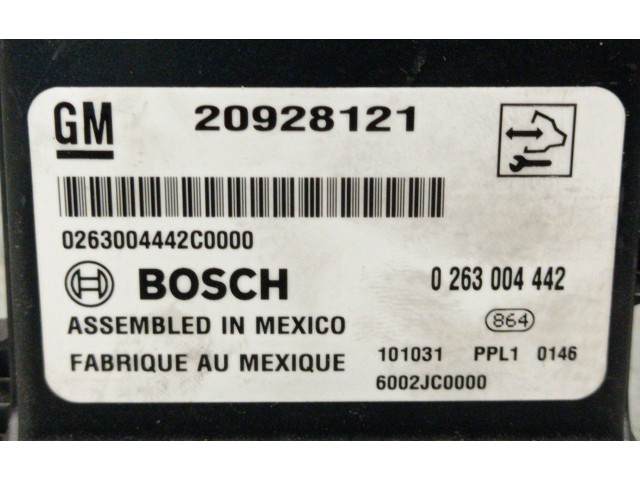 GM 20928121
0263004442C0000
BOSCH 0 263 004 442
ASSEMBLED IN MEXICO 864
FABRIQUE AU MEXIQUE 101031 PPL1 0146
6002JC0000